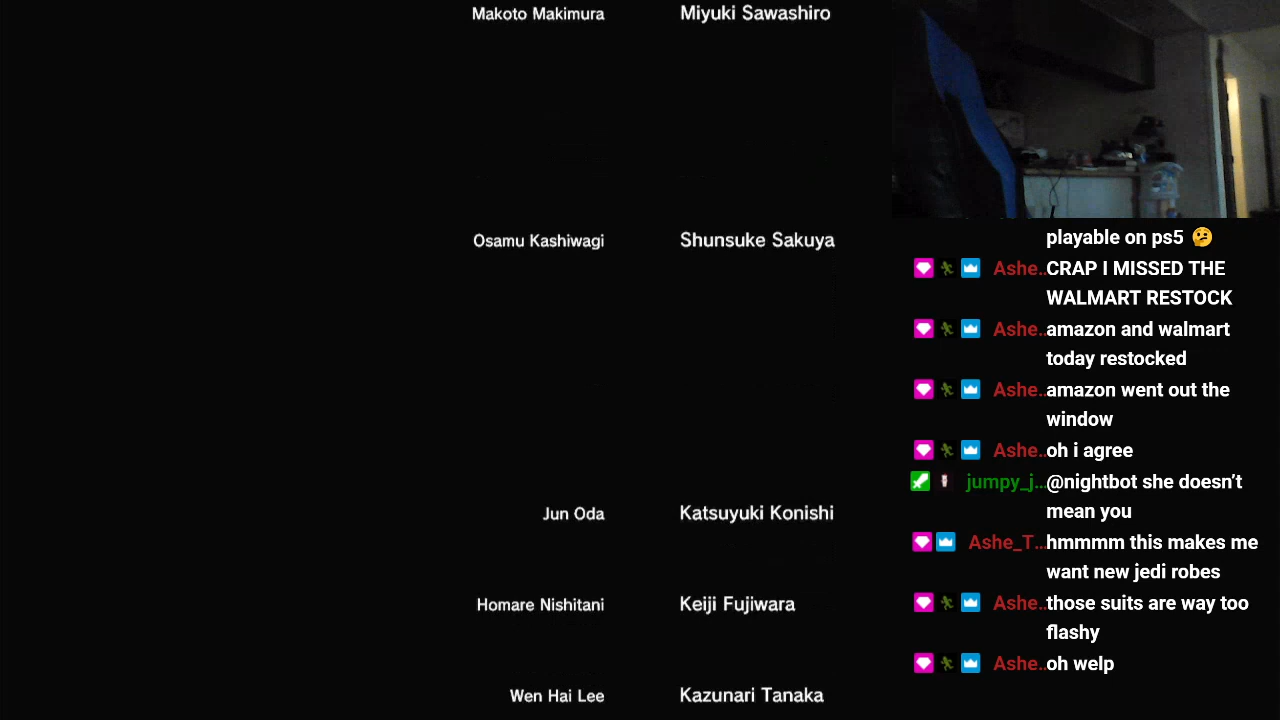 Makoto Makimura Miyuki Sawashiro
Osamu Kashiwagi Shunsuke Sakuya
Jun Oda Katsuyuki Konishi
Homare Nishitani Keiji Fujiwara
Wen Hai Lee Kazunari Tanaka
playable on ps5 🤔
Ashe.. CRAP I MISSED THE
WALMART RESTOCK
Ashe.. amazon and walmart
today restocked
Ashe.. amazon went out the
window
Ashe.. oh i agree
jumpy_j... @nightbot she doesn’t
mean you
Ashe_T... hmmmm this makes me
want new jedi robes
Ashe.. those suits are way too
flashy
Ashe.. oh welp